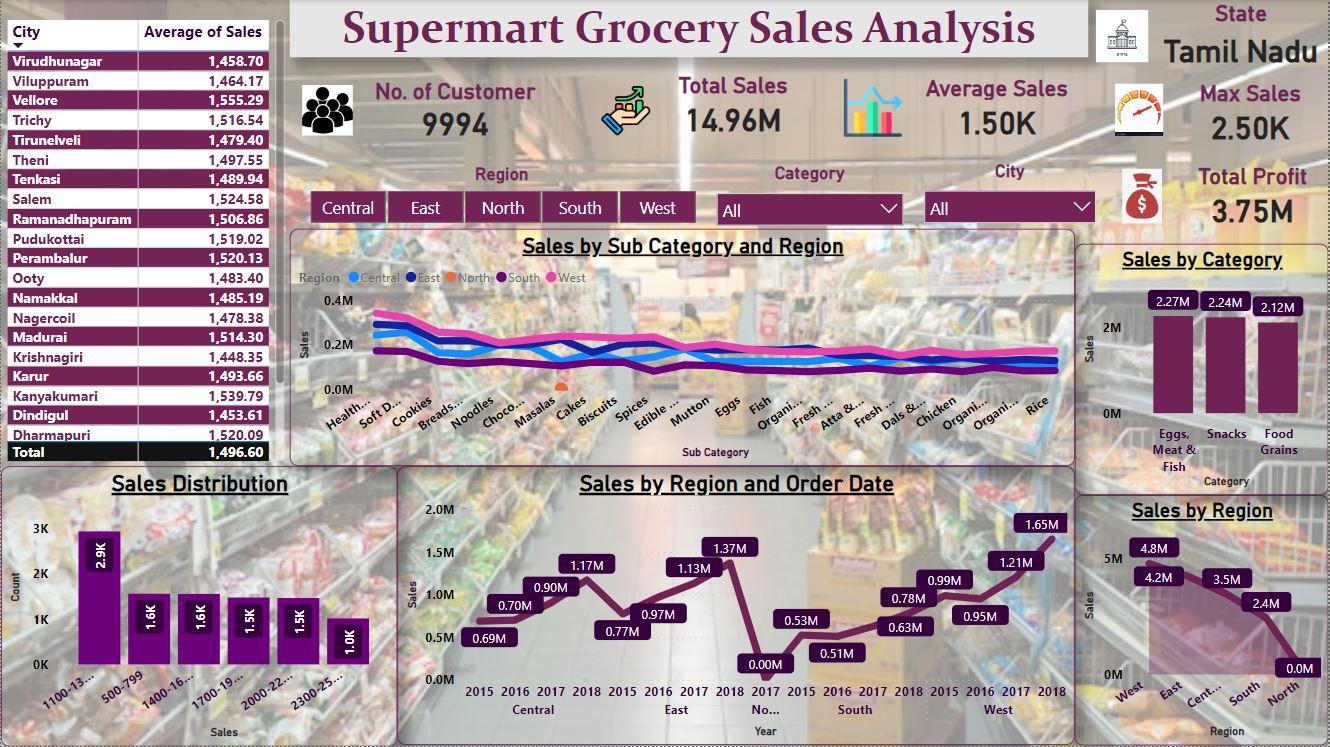 Supermart Grocery Sales Analysis
City Average of Sales
Virudhunagar 1,458.70
Viluppuram 1,464.17
Vellore 1,555.29
Trichy 1,516.54
Tirunelveli 1,479.40
Theni 1,497.55
Tenkasi 1,489.94
Salem 1,524.58
Ramanadhapuram 1,506.86
Pudukottai 1,519.02
Perambalur 1,520.13
Ooty 1,483.40
Namakkal 1,485.19
Nagercoil 1,478.38
Madurai 1,514.30
Krishnagiri 1,448.35
Karur 1,493.66
Kanyakumari 1,539.79
Dindigul 1,453.61
Dharmapuri 1,520.09
Total 1,496.60
No. of Customer
9994
Total Sales
14.96M
Average Sales
1.50K
State
Tamil Nadu
Max Sales
2.50K
Total Profit
3.75M
Region
Central East North South West
Category
All
City
All
Sales by Sub Category and Region
Region Central East North South West
Sales
0.4M
0.2M
0.0M
Health... Soft D... Cookies Breads... Noodles Choco... Masalas Cakes Biscuits Spices Edible ... Mutton Eggs Fish Organi... Fresh ... Atta &... Fresh ... Dals &... Chicken Organi... Organi... Rice
Sub Category
Sales by Category
Sales
2M
0M
2.27M 2.24M 2.12M
Eggs, Meat & Fish
Snacks
Food Grains
Category
Sales Distribution
Count
3K
2K
1K
0K
2.9K 1.6K 1.6K 1.5K 1.5K 1.0K
1100-13... 500-799 1400-16... 1700-19... 2000-22... 2300-25...
Sales
Sales by Region and Order Date
Sales
2.0M
1.5M
1.0M
0.5M
0.0M
0.69M 0.70M 0.90M 1.17M 0.77M 0.97M 1.13M 1.37M 0.00M 0.53M 0.51M 0.63M 0.78M 0.99M 0.95M 1.21M 1.65M
2015 2016 2017 2018 2015 2016 2017 2018 2017 2015 2016 2017 2018 2015 2016 2017 2018
Central East No... South West
Year
Sales by Region
Sales
5M
0M
4.8M 4.2M 3.5M 2.4M 0.0M
West East Cent... South North
Region